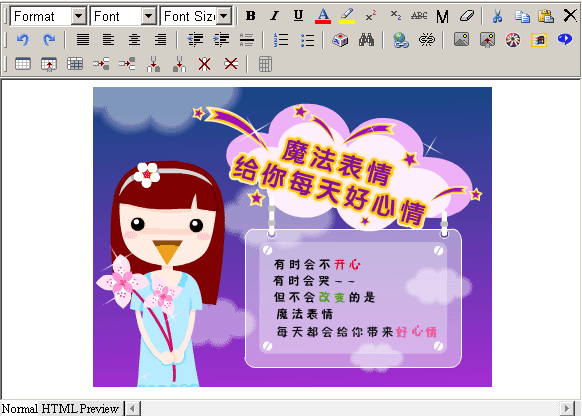 Format Font Font Siz
B I U A ABC M
魔法表情
给你每天好心情
有时会不开心
有时会哭~~
但不会改变的是
魔法表情
每天都会给你带来好心情
Normal HTML Preview